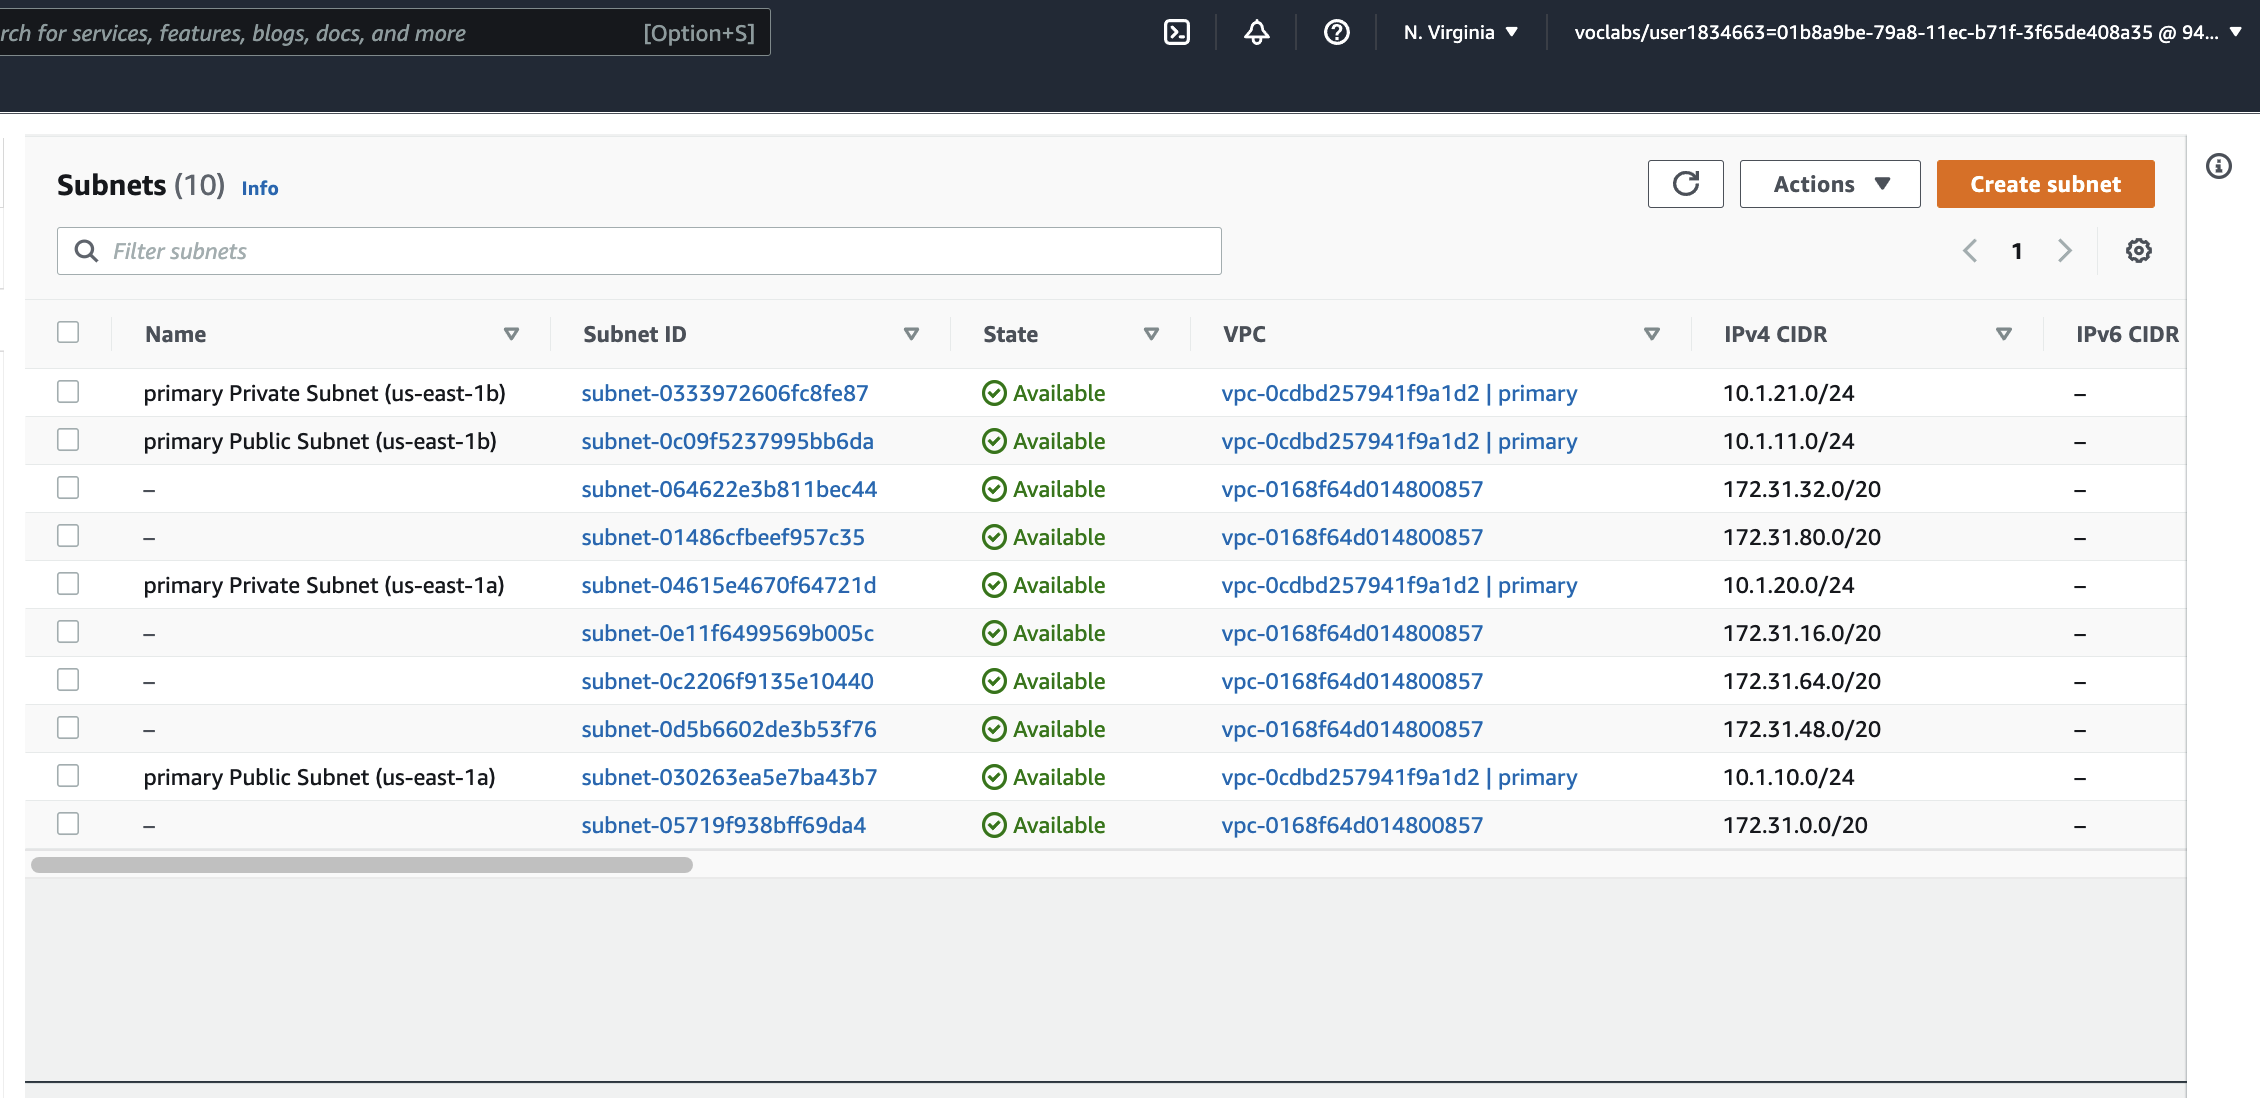 rch for services, features, blogs, docs, and more [Option+S] N. Virginia voclabs/user1834663=01b8a9be-79a8-11ec-b71f-3f65de408a35 @ 94...
Subnets (10) Info Actions Create subnet
Filter subnets 1
Name Subnet ID State VPC IPv4 CIDR IPv6 CIDR
primary Private Subnet (us-east-1b) subnet-0333972606fc8fe87 Available vpc-0cdbd257941f9a1d2 | primary 10.1.21.0/24 –
primary Public Subnet (us-east-1b) subnet-0c09f5237995bb6da Available vpc-0cdbd257941f9a1d2 | primary 10.1.11.0/24 –
– subnet-064622e3b811bec44 Available vpc-0168f64d014800857 172.31.32.0/20 –
– subnet-01486cfbeef957c35 Available vpc-0168f64d014800857 172.31.80.0/20 –
primary Private Subnet (us-east-1a) subnet-04615e4670f64721d Available vpc-0cdbd257941f9a1d2 | primary 10.1.20.0/24 –
– subnet-0e11f6499569b005c Available vpc-0168f64d014800857 172.31.16.0/20 –
– subnet-0c2206f9135e10440 Available vpc-0168f64d014800857 172.31.64.0/20 –
– subnet-0d5b6602de3b53f76 Available vpc-0168f64d014800857 172.31.48.0/20 –
primary Public Subnet (us-east-1a) subnet-030263ea5e7ba43b7 Available vpc-0cdbd257941f9a1d2 | primary 10.1.10.0/24 –
– subnet-05719f938bff69da4 Available vpc-0168f64d014800857 172.31.0.0/20 –